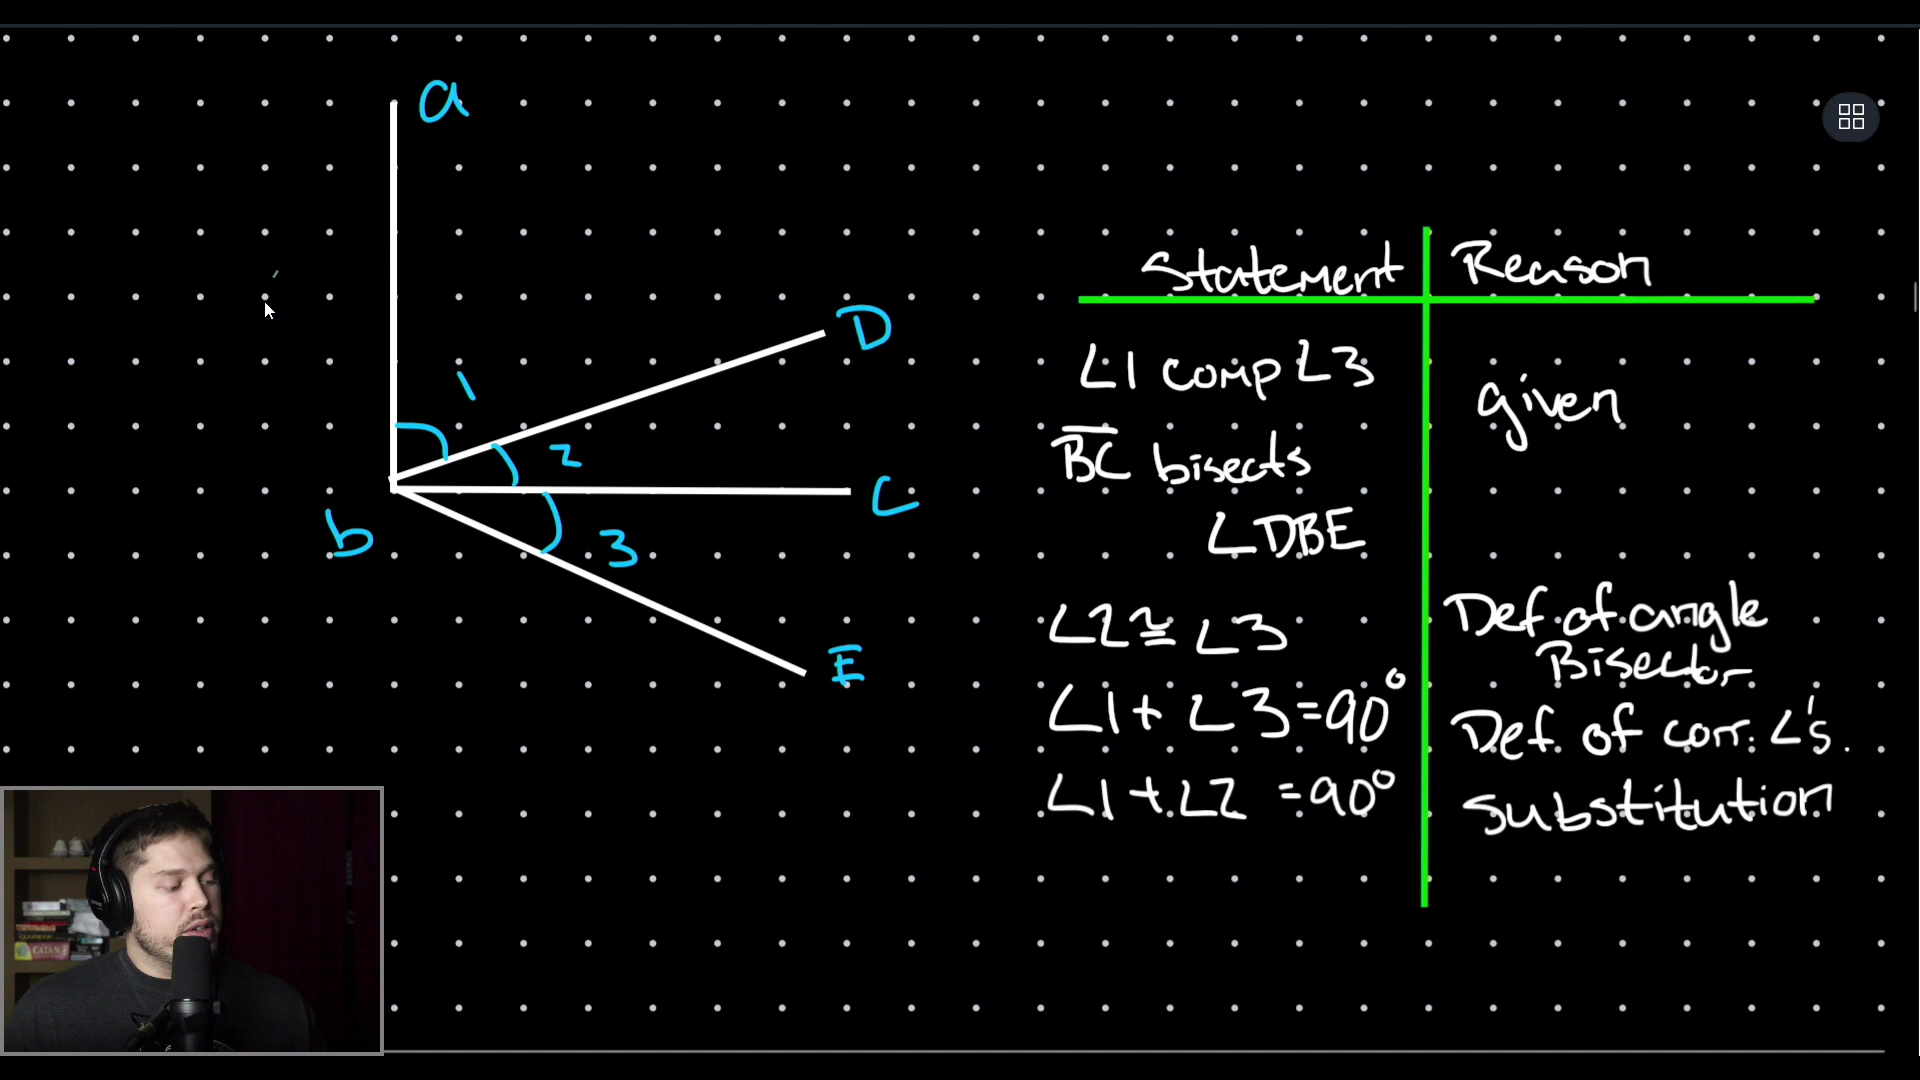 a
D
1
2
C
b
3
E
Statement Reason
∠1 comp ∠3
given
BC bisects
∠DBE
∠2 ≅ ∠3
Def. of angle
Bisector
∠1 + ∠3 = 90°
Def. of corr. ∠'s.
∠1 + ∠2 = 90°
Substitution
CATAN